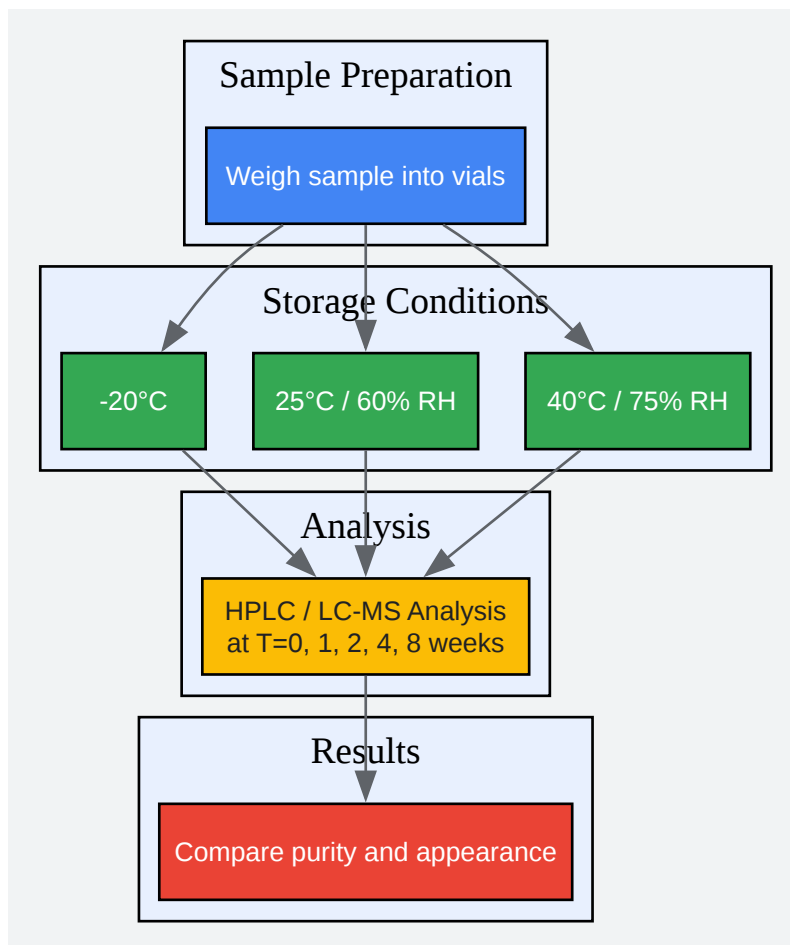 Sample Preparation
Weigh sample into vials
Storage Conditions
-20°C
25°C / 60% RH
40°C / 75% RH
Analysis
HPLC / LC-MS Analysis
at T=0, 1, 2, 4, 8 weeks
Results
Compare purity and appearance